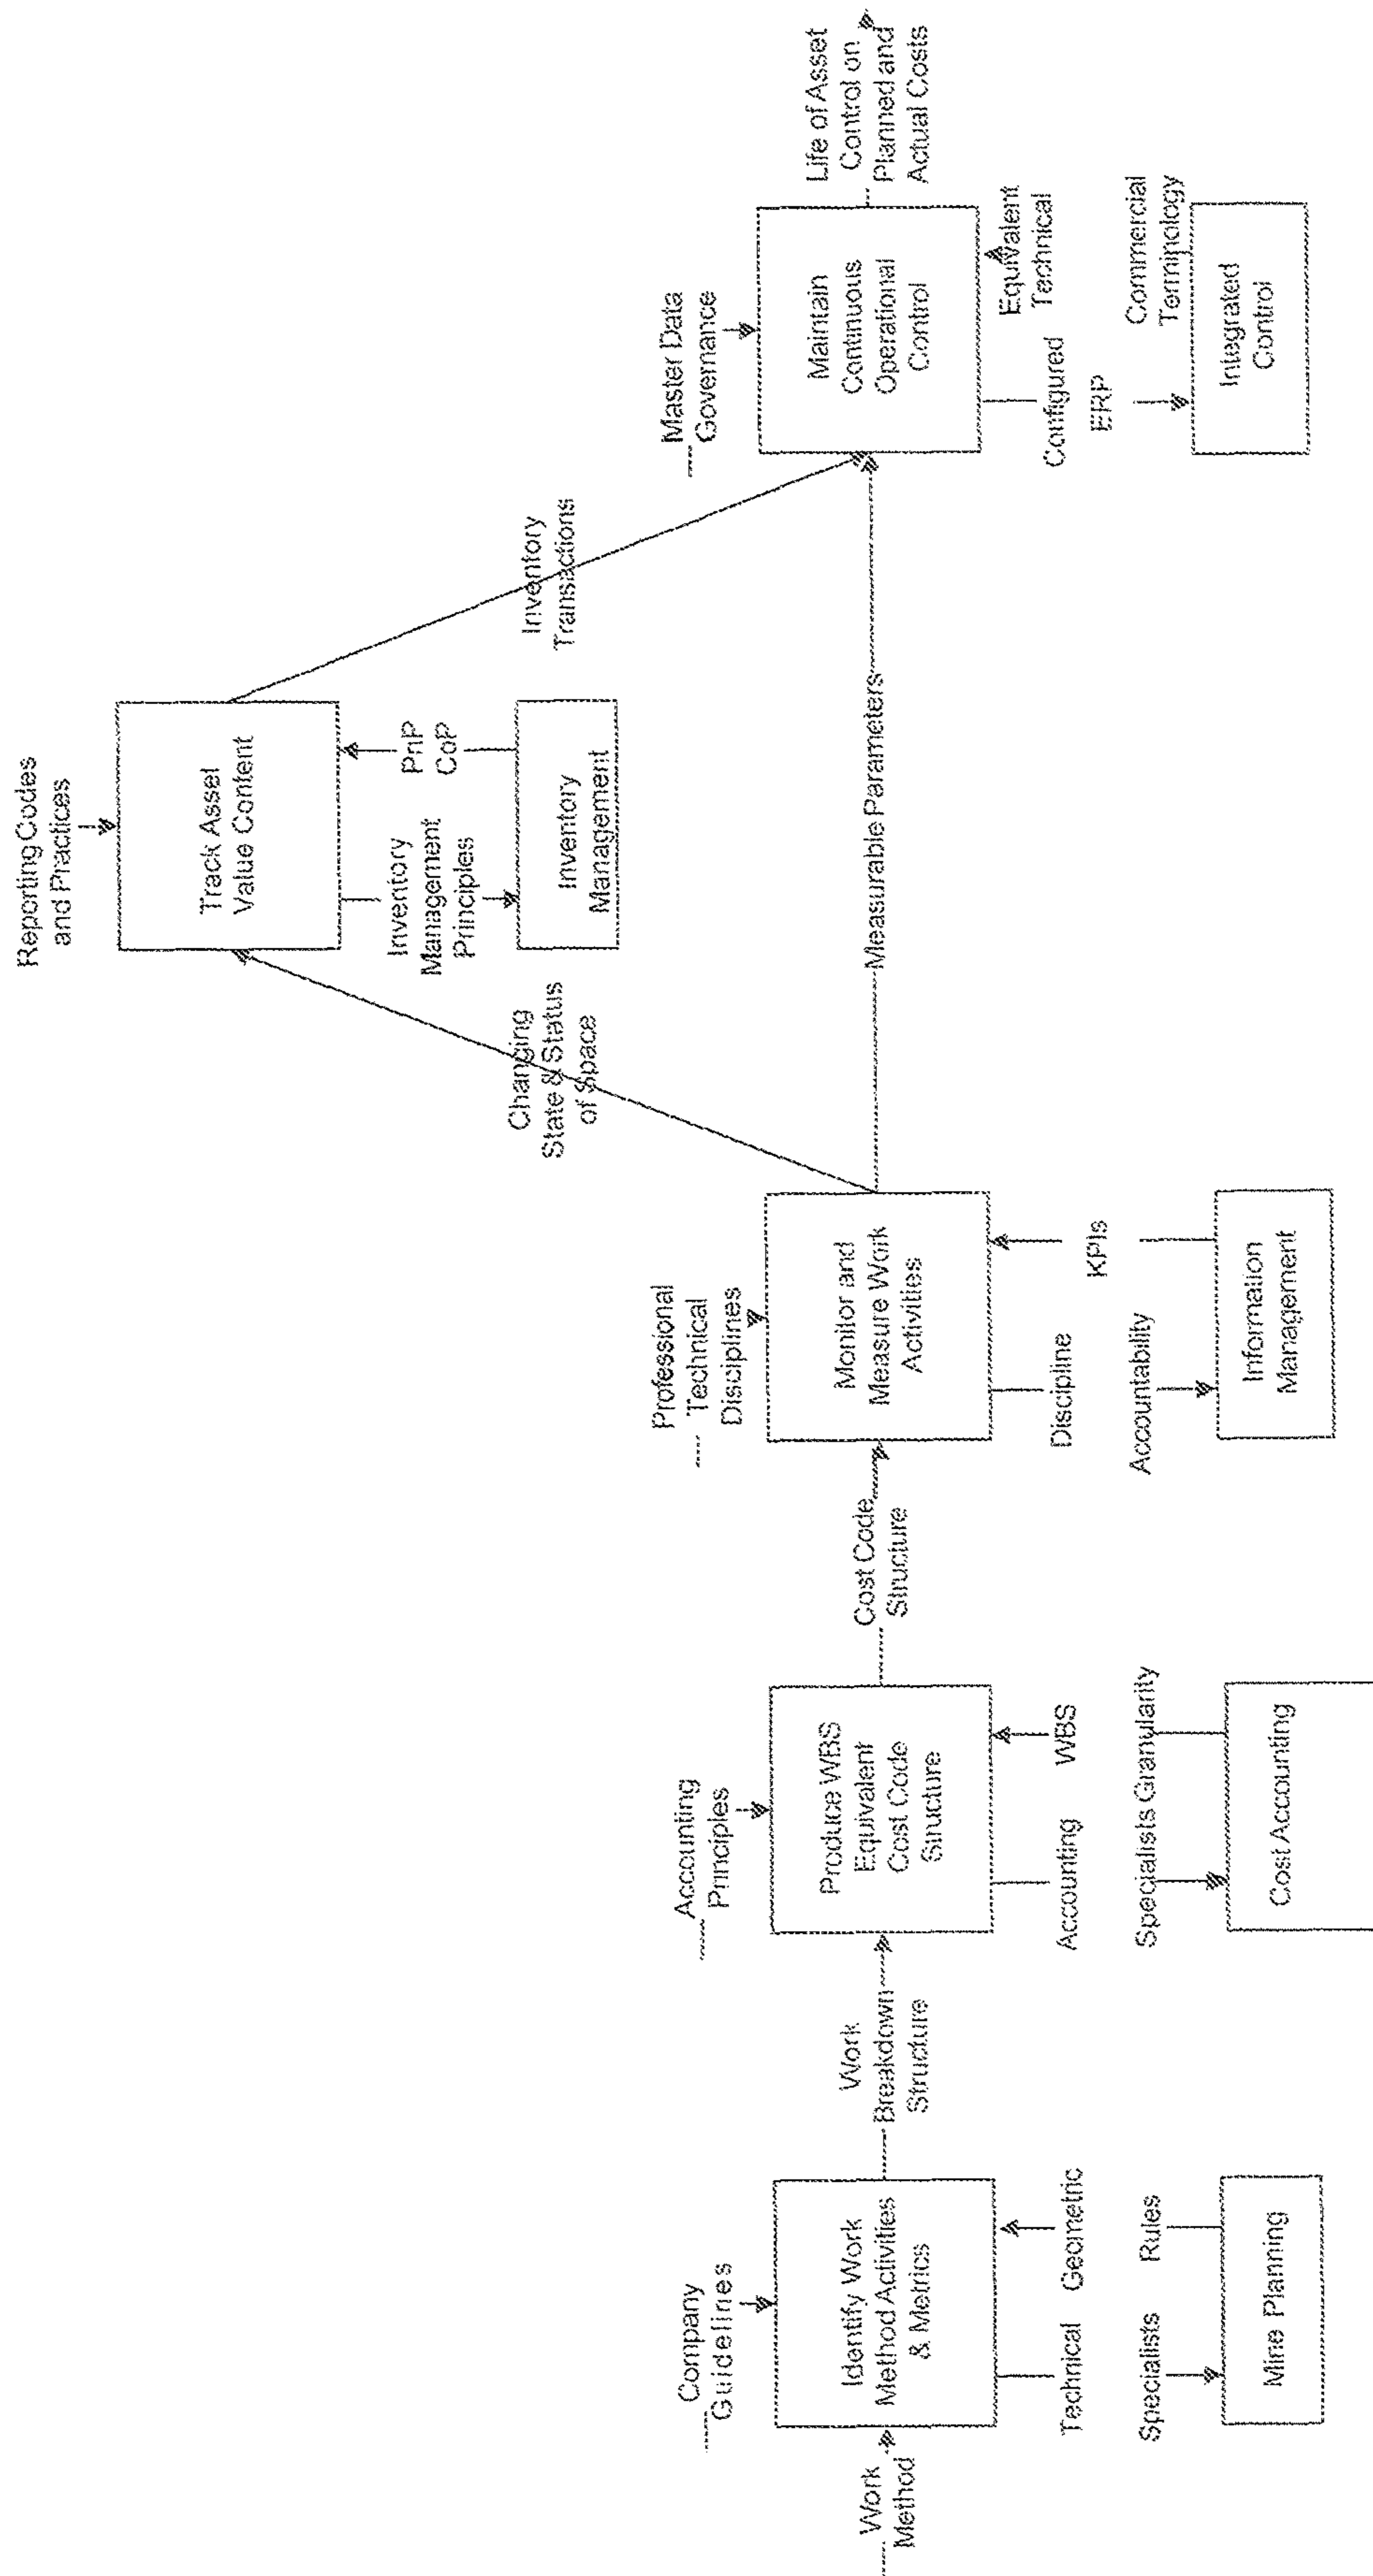 Work
Method
Company
Guidelines
Identify Work
Method Activities
& Metrics
Technical
Specialists
Geometric
Rules
Mine Planning
Work
Breakdown
Structure
Accounting
Principles
Produce WBS
Equivalent
Cost Code
Structure
Accounting
Specialists
WBS
Granularity
Cost Accounting
Cost Code
Structure
Professional
Technical
Disciplines
Monitor and
Measure Work
Activities
Discipline
Accountability
KPIs
Information
Management
Changing
State & Status
of Space
Measurable Parameters
Reporting Codes
and Practices
Track Asset
Value Content
Inventory
Management
Principles
PnP
CoP
Inventory
Management
Inventory
Transactions
Master Data
Governance
Maintain
Continuous
Operational
Control
Configured
ERP
Equivalent
Technical
Commercial
Terminology
Integrated
Control
Life of Asset
Control on
Planned and
Actual Costs